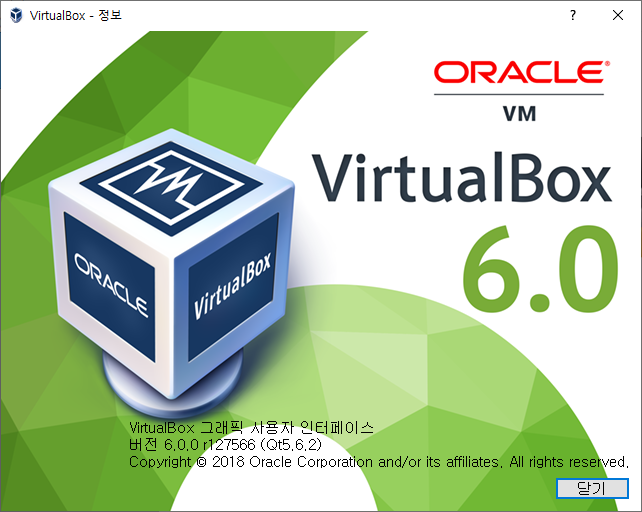 VirtualBox - 정보
ORACLE®
VM
VirtualBox
6.0
ORACLE
VirtualBox
VirtualBox 그래픽 사용자 인터페이스
버전 6.0.0 r127566 (Qt5.6.2)
Copyright © 2018 Oracle Corporation and/or its affiliates. All rights reserved.
닫기